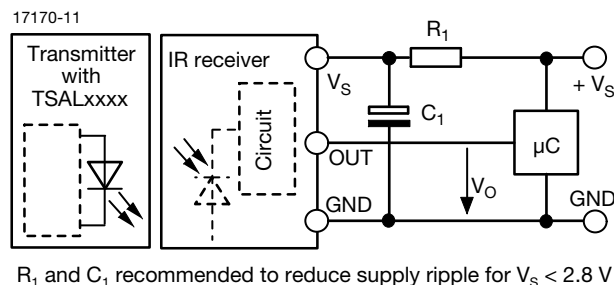 17170-11
Transmitter
with
TSALxxxx
IR receiver
Circuit
VS
OUT
GND
R1
C1
VO
µC
+ VS
GND
R1 and C1 recommended to reduce supply ripple for VS < 2.8 V